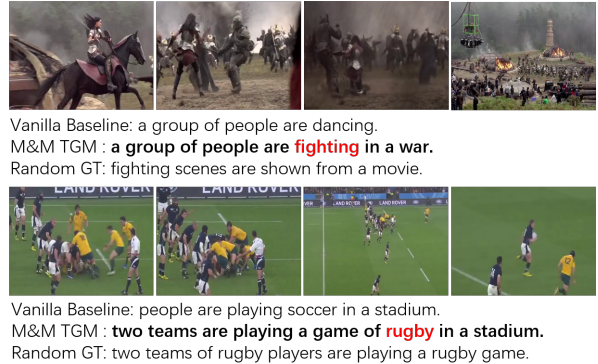 Vanilla Baseline: a group of people are dancing.
M&M TGM : a group of people are fighting in a war.
Random GT: fighting scenes are shown from a movie.
LAND ROVER LAND ROVER
LAND ROVER
Vanilla Baseline: people are playing soccer in a stadium.
M&M TGM : two teams are playing a game of rugby in a stadium.
Random GT: two teams of rugby players are playing a rugby game.